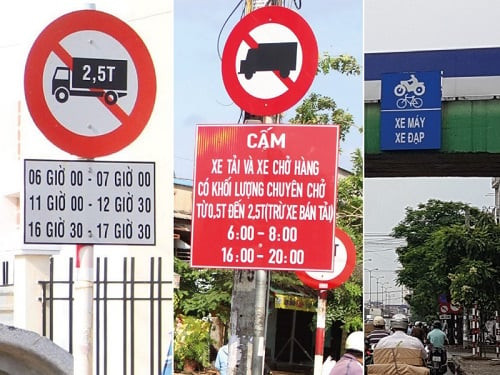 2,5T
06 GIỜ 00 - 07 GIỜ 00
11 GIỜ 00 - 12 GIỜ 30
16 GIỜ 30 - 17 GIỜ 30
CẤM
XE TẢI VÀ XE CHỞ HÀNG
CÓ KHỐI LƯỢNG CHUYÊN CHỞ
TỪ 0,5T ĐẾN 2,5T(TRỪ XE BÁN TẢI)
6:00 - 8:00
16:00 - 20:00
XE MÁY
XE ĐẠP